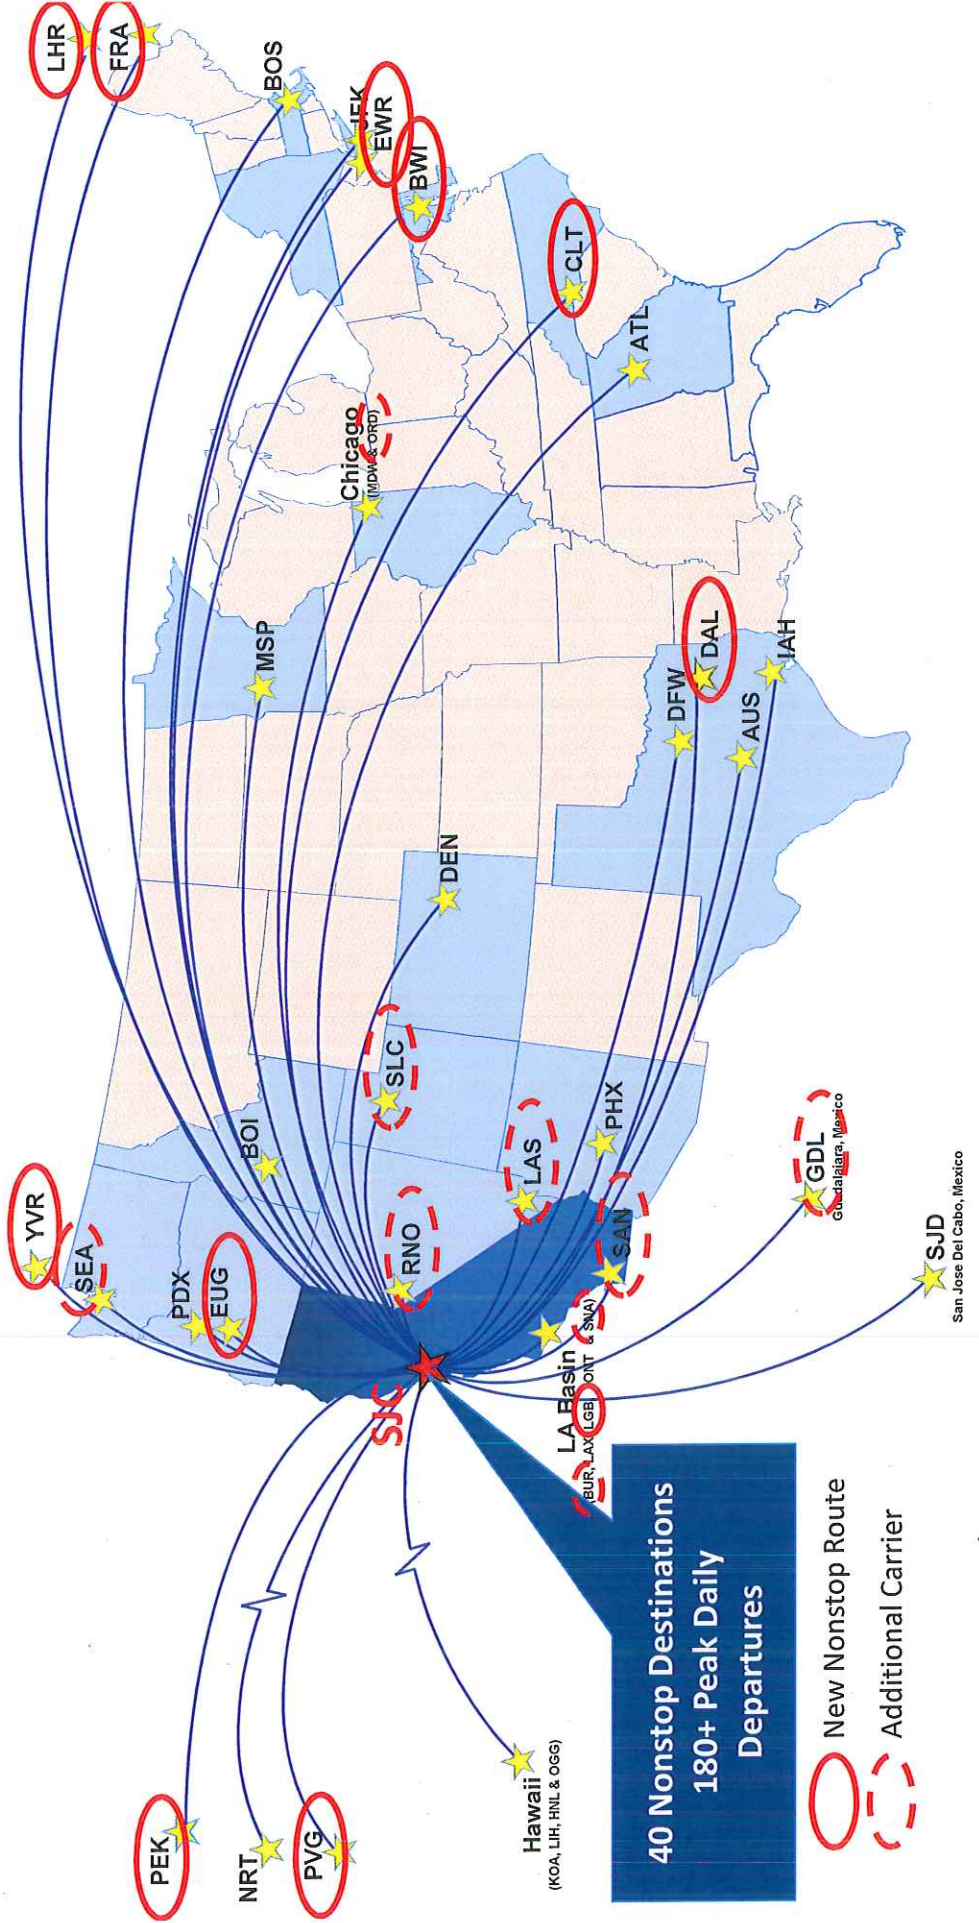 YVR
SEA
PDX
EUG
BOI
MSP
LHR
FRA
BOS
JFK
EWR
BWI
Chicago
(MDW & ORD)
CLT
ATL
PEK
NRT
PVG
SJC
RNO
SLC
DEN
LAS
PHX
SAN
DFW
DAL
AUS
IAH
LA Basin
(BUR, LAX, LGB, ONT & SNA)
Hawaii
(KOA, LIH, HNL & OGG)
GDL
Guadalajara, Mexico
SJD
San Jose Del Cabo, Mexico
40 Nonstop Destinations
180+ Peak Daily
Departures
New Nonstop Route
Additional Carrier